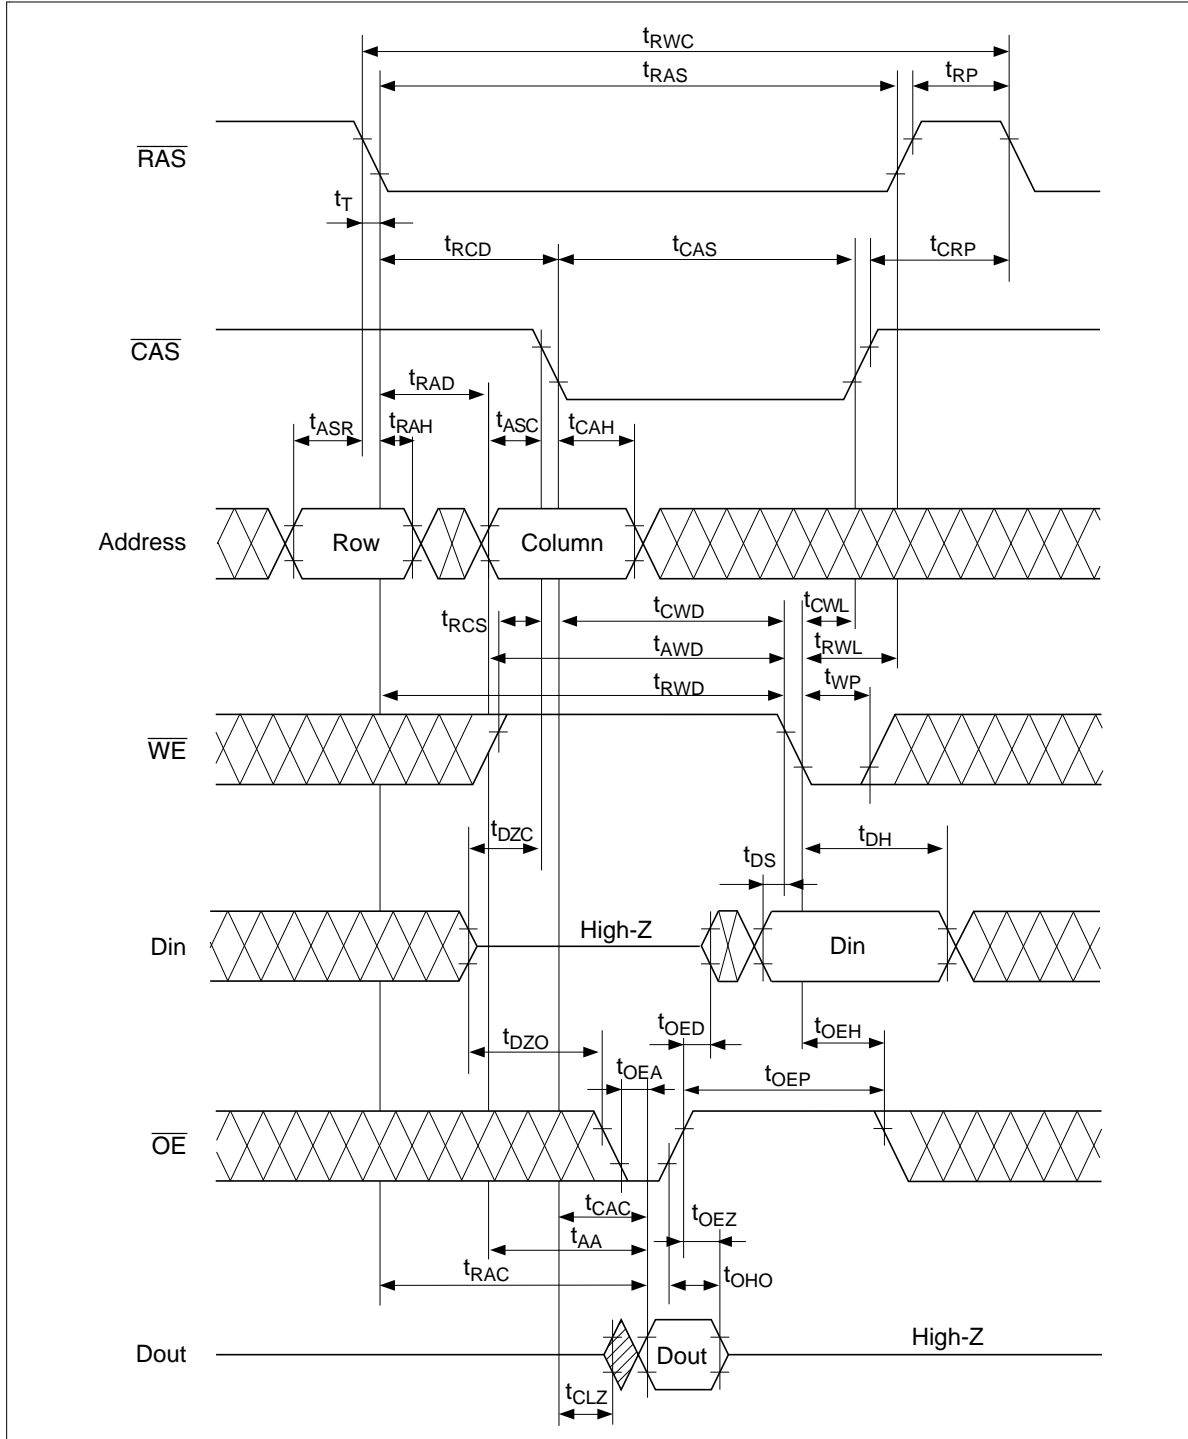 tRWC
tRAS
tRP
RAS
tT
tRCD
tCAS
tCRP
CAS
tRAD
tASR
tRAH
tASC
tCAH
Address
Row
Column
tRCS
tCWD
tCWL
tAWD
tRWL
tRWD
tWP
WE
tDZC
tDH
tDS
Din
High-Z
Din
tDZO
tOED
tOEH
tOEA
tOEP
OE
tCAC
tOEZ
tAA
tRAC
tOHO
Dout
Dout
High-Z
tCLZ